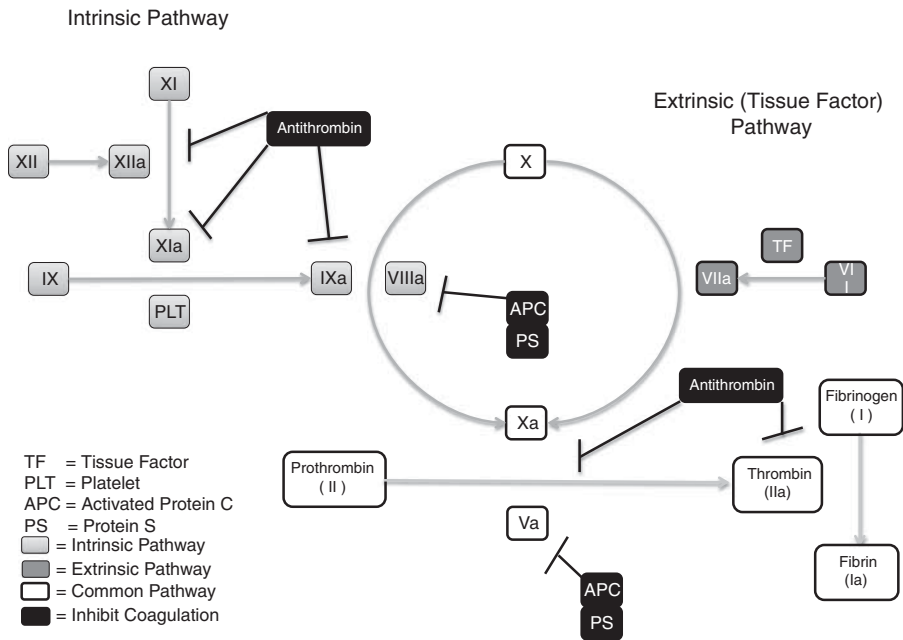 Intrinsic Pathway
Extrinsic (Tissue Factor)
Pathway
XI
Antithrombin
XII
XIIa
X
XIa
TF
IX
IXa
VIIIa
VIIa
VI
I
PLT
APC
PS
Antithrombin
Fibrinogen
( I )
Xa
Prothrombin
( II )
Thrombin
(IIa)
Va
Fibrin
(Ia)
APC
PS
TF = Tissue Factor
PLT = Platelet
APC = Activated Protein C
PS = Protein S
= Intrinsic Pathway
= Extrinsic Pathway
= Common Pathway
= Inhibit Coagulation